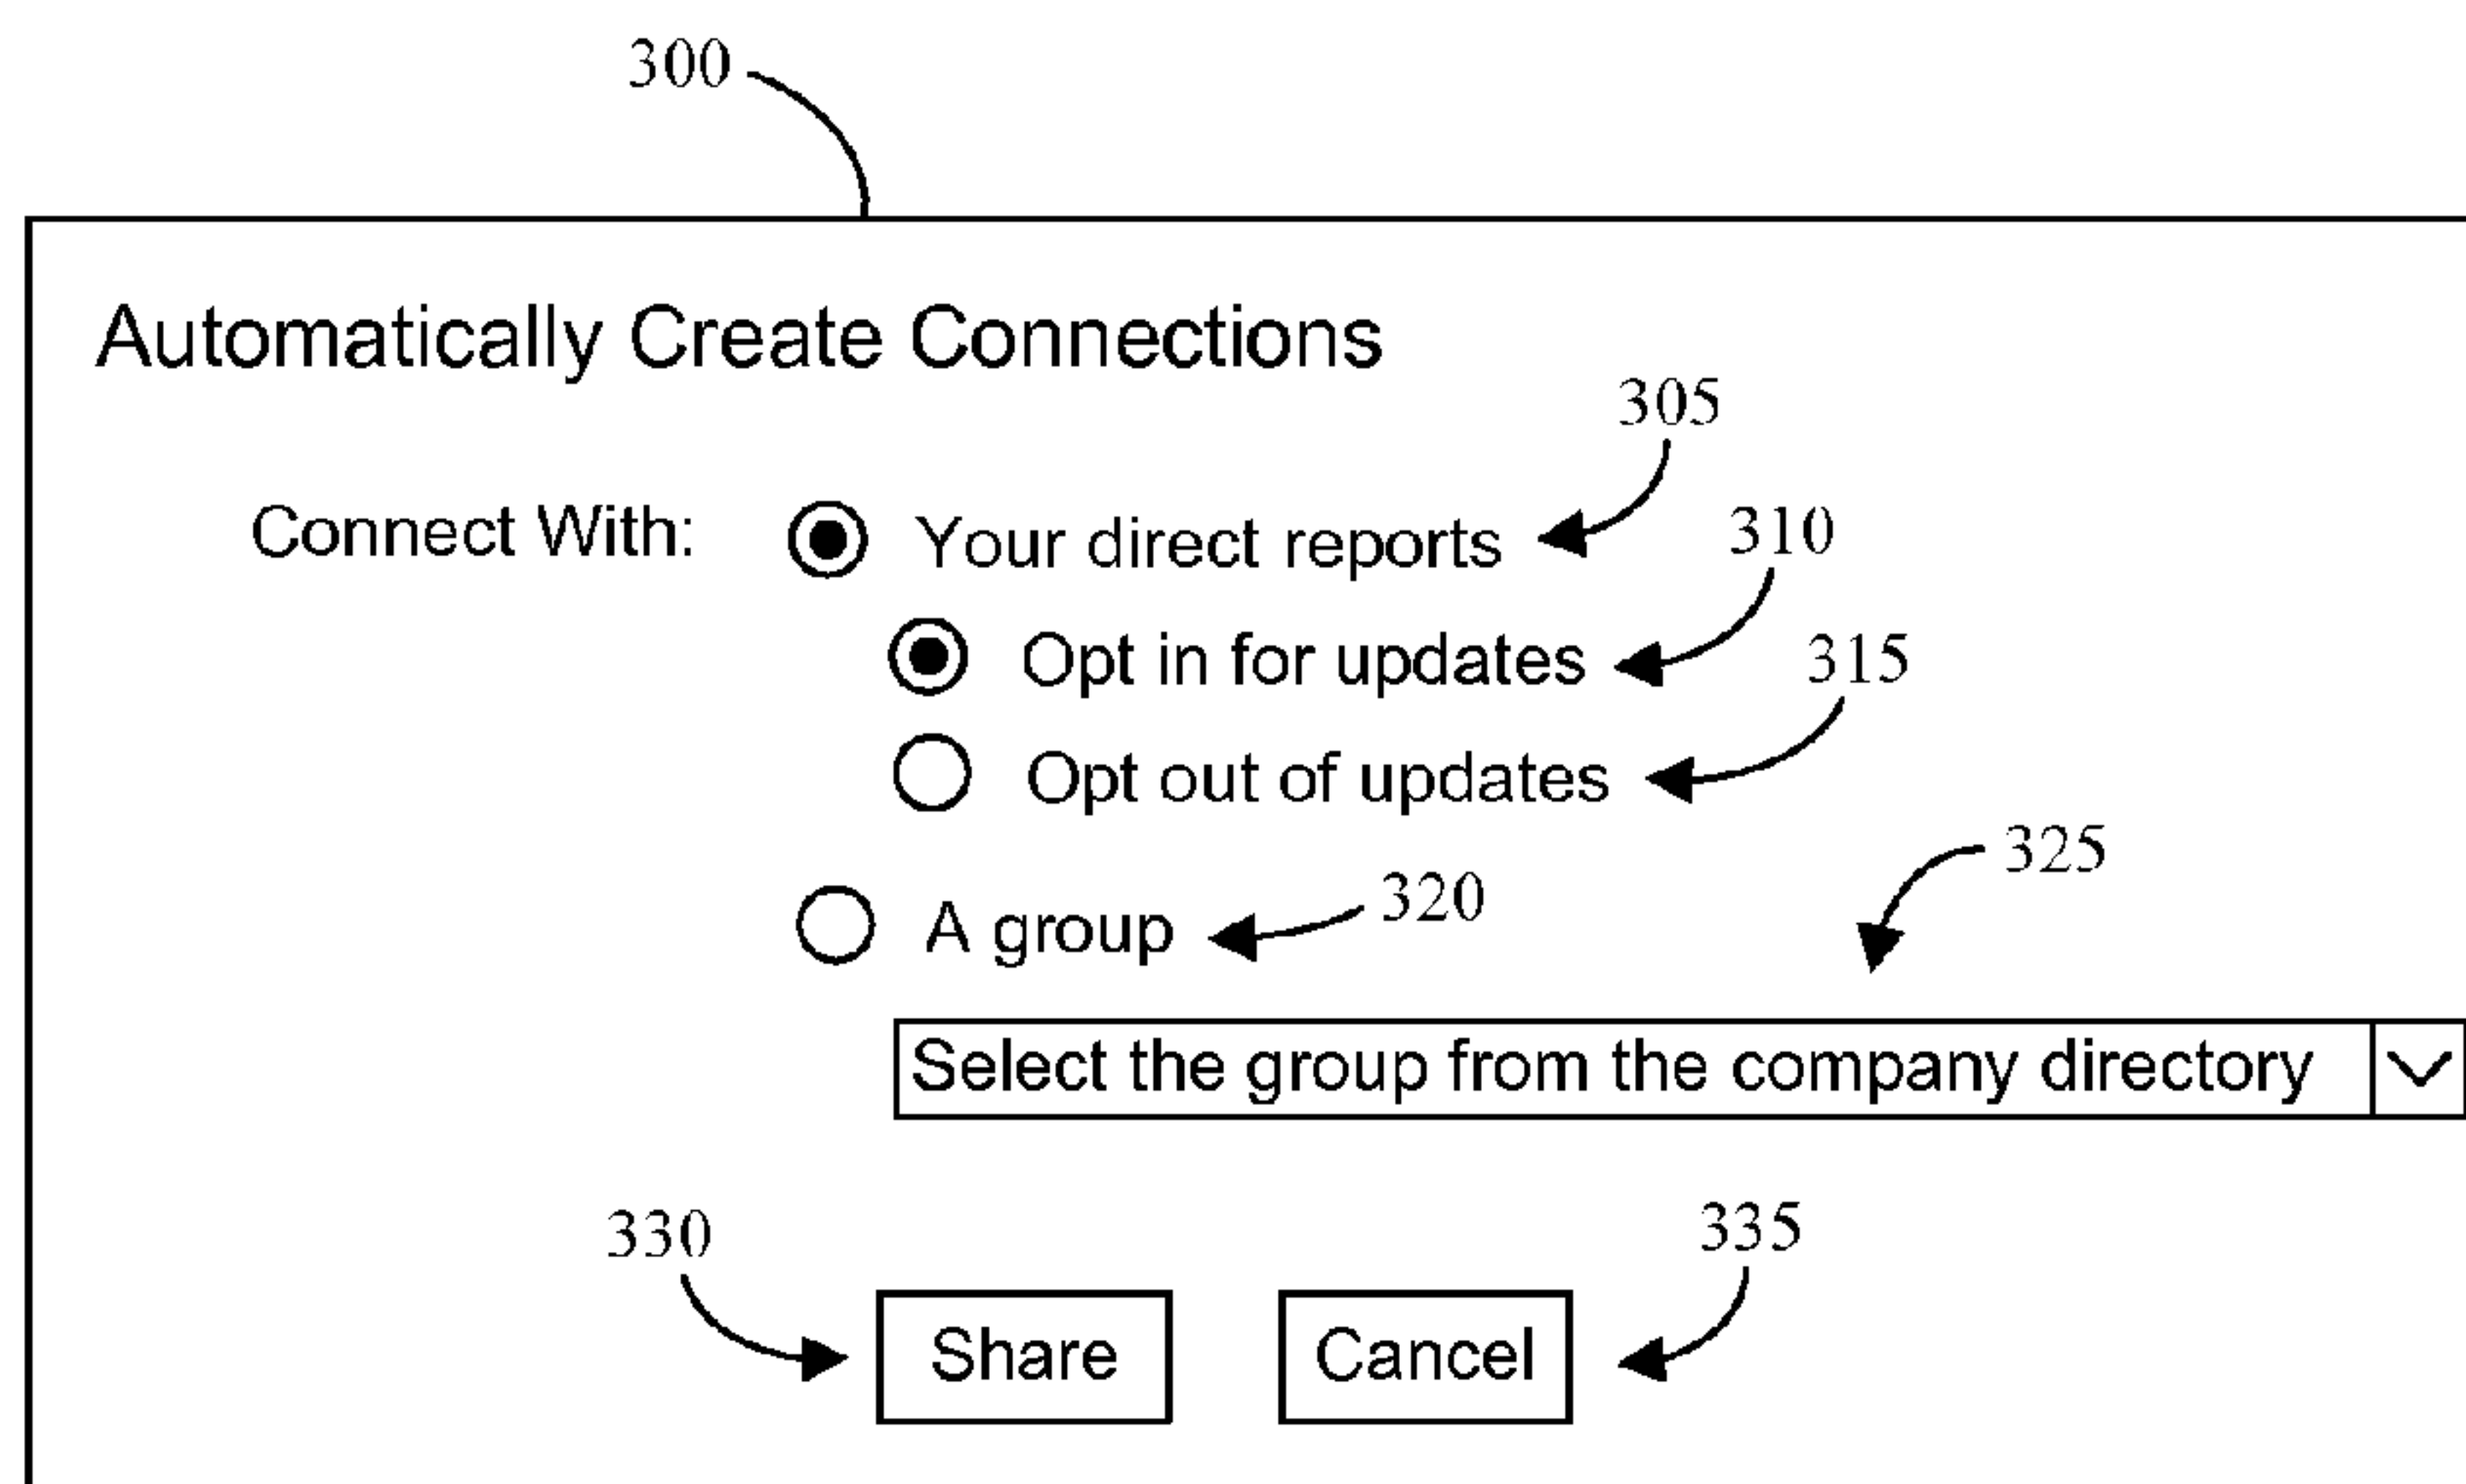 300
Automatically Create Connections
305
Connect With: Your direct reports
310
Opt in for updates
315
Opt out of updates
325
A group 320
Select the group from the company directory
330 335
Share Cancel